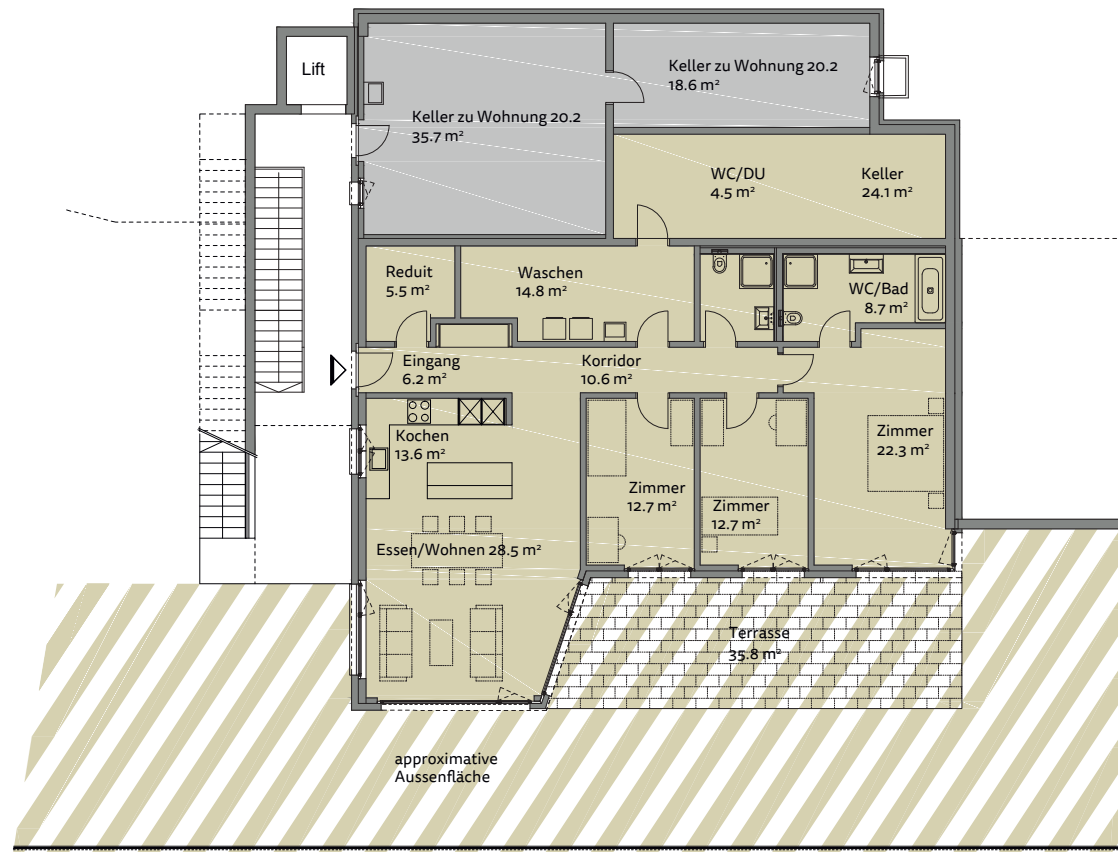 Lift
Keller zu Wohnung 20.2
18.6 m²
Keller zu Wohnung 20.2
35.7 m²
WC/DU
4.5 m²
Keller
24.1 m²
Reduit
5.5 m²
Waschen
14.8 m²
WC/Bad
8.7 m²
Eingang
6.2 m²
Korridor
10.6 m²
Kochen
13.6 m²
Zimmer
22.3 m²
Zimmer
12.7 m²
Zimmer
12.7 m²
Essen/Wohnen 28.5 m²
Terrasse
35.8 m²
approximative
Aussenfläche